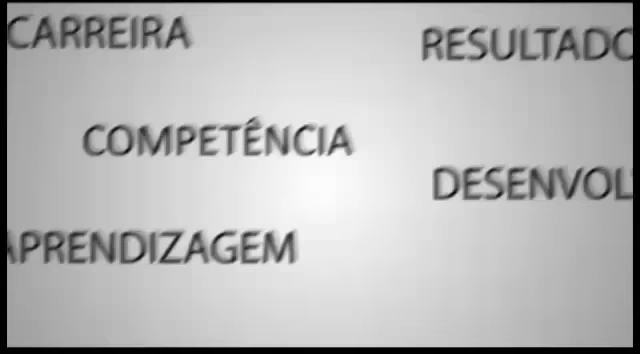 CARREIRA
RESULTADO
COMPETÊNCIA
DESENVOL
APRENDIZAGEM